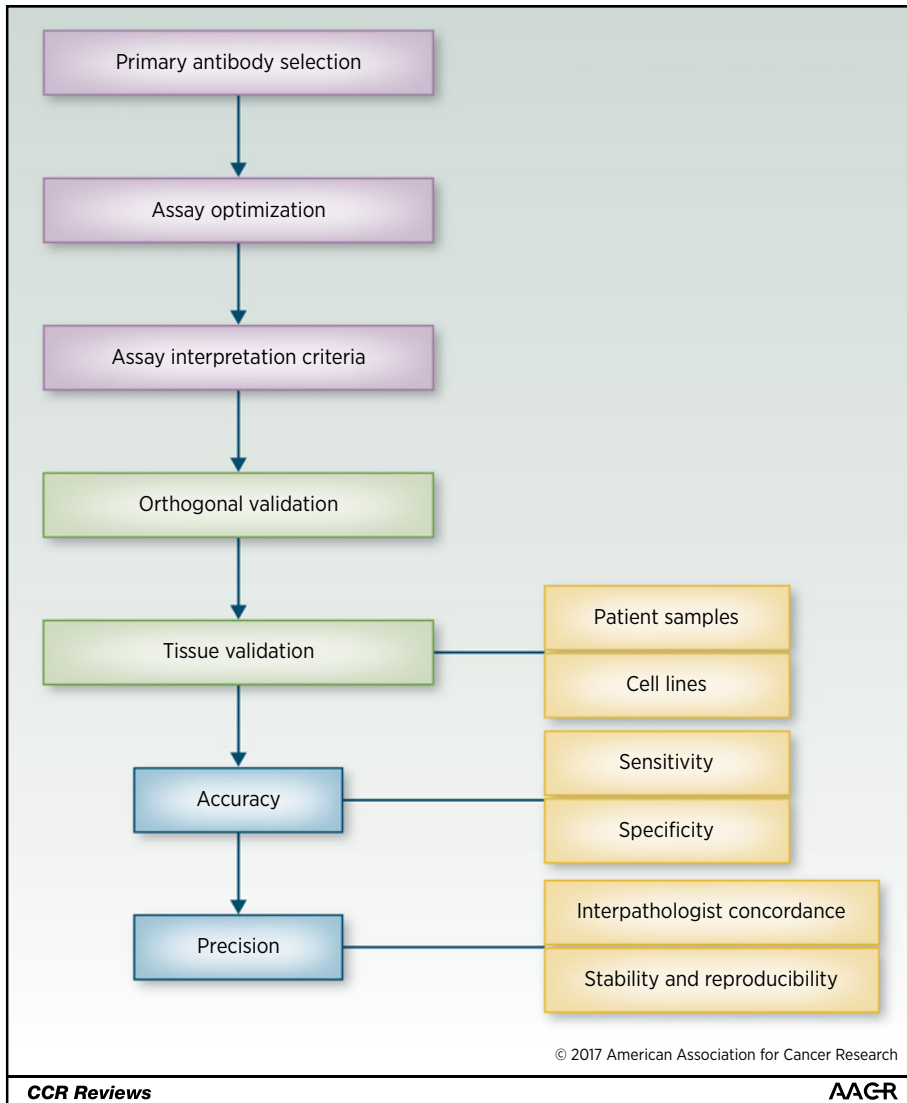 Primary antibody selection
Assay optimization
Assay interpretation criteria
Orthogonal validation
Tissue validation
Patient samples
Cell lines
Accuracy
Sensitivity
Specificity
Precision
Interpathologist concordance
Stability and reproducibility
© 2017 American Association for Cancer Research
CCR Reviews
AACR